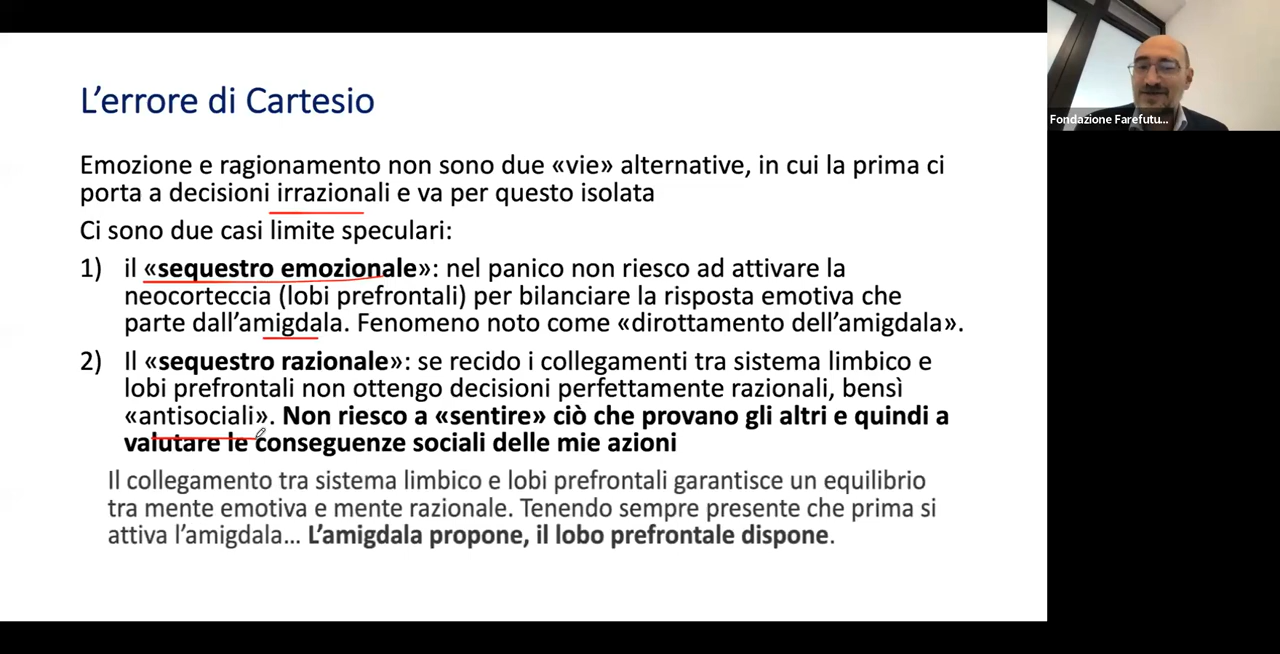 L'errore di Cartesio
Fondazione Farefutu...
Emozione e ragionamento non sono due «vie» alternative, in cui la prima ci
porta a decisioni irrazionali e va per questo isolata
Ci sono due casi limite speculari:
1) il «sequestro emozionale»: nel panico non riesco ad attivare la
neocorteccia (lobi prefrontali) per bilanciare la risposta emotiva che
parte dall'amigdala. Fenomeno noto come «dirottamento dell'amigdala».
2) Il «sequestro razionale»: se recido i collegamenti tra sistema limbico e
lobi prefrontali non ottengo decisioni perfettamente razionali, bensì
«antisociali». Non riesco a «sentire» ciò che provano gli altri e quindi a
valutare le conseguenze sociali delle mie azioni
Il collegamento tra sistema limbico e lobi prefrontali garantisce un equilibrio
tra mente emotiva e mente razionale. Tenendo sempre presente che prima si
attiva l'amigdala... L'amigdala propone, il lobo prefrontale dispone.